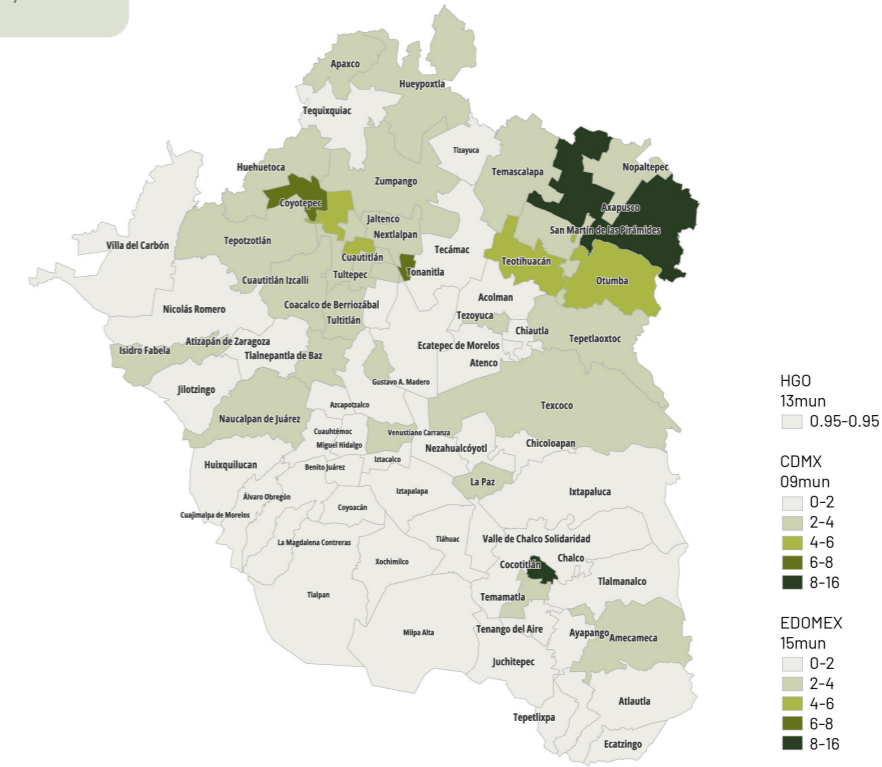 Apaxco
Hueypoxtla
Tequixquiac
Tizayuca
Huehuetoca
Temascalapa
Nopaltepec
Zumpango
Coyotepec
Axapusco
Jaltenco
San Martín de las Pirámides
Nextlalpan
Tepotzotlán
Villa del Carbón
Tecámac
Cuautitlán
Teotihuacán
Tultepec
Tonanitla
Cuautitlán Izcalli
Otumba
Acolman
Coacalco de Berriozábal
Nicolás Romero
Tezoyuca
Tultitlán
Chiautla
Tepetlaoxtoc
Atizapán de Zaragoza
Ecatepec de Morelos
Isidro Fabela
Tlalnepantla de Baz
Atenco
Gustavo A. Madero
Jilotzingo
Azcapotzalco
Texcoco
Naucalpan de Juárez
Cuauhtémoc
Venustiano Carranza
Miguel Hidalgo
Nezahualcóyotl
Chicoloapan
Iztacalco
Huixquilucan
Benito Juárez
La Paz
Iztapalapa
Ixtapaluca
Álvaro Obregón
Coyoacán
Cuajimalpa de Morelos
La Magdalena Contreras
Tláhuac
Valle de Chalco Solidaridad
Xochimilco
Cocotitlán
Chalco
Tlalmanalco
Tlalpan
Temamatla
Milpa Alta
Tenango del Aire
Ayapango
Amecameca
Juchitepec
Atlautla
Tepetlixpa
Ecatzingo
HGO
13mun
0.95-0.95
CDMX
09mun
0-2
2-4
4-6
6-8
8-16
EDOMEX
15mun
0-2
2-4
4-6
6-8
8-16